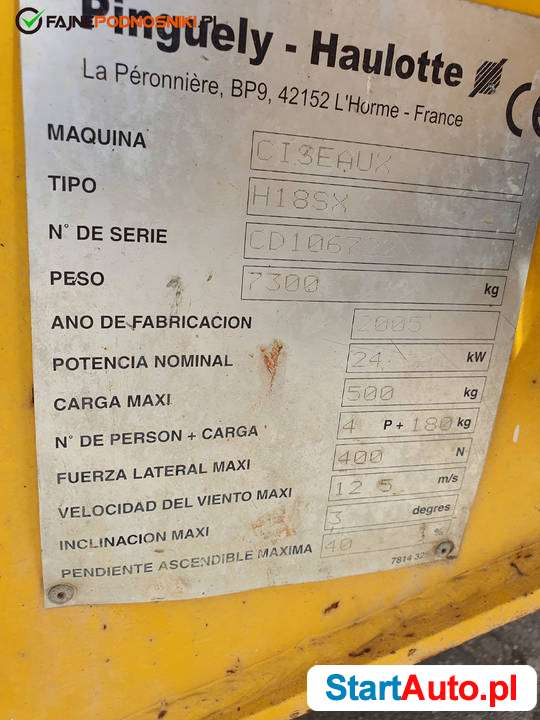 FAJNEPODNOSNIKI.PL
Pinguely - Haulotte
La Péronnière, BP9, 42152 L'Horme - France
CE
MAQUINA CISEAUX
TIPO H18SX
N° DE SERIE CD1067
PESO 7300 kg
ANO DE FABRICACION 2005
POTENCIA NOMINAL 24 kW
CARGA MAXI 500 kg
N° DE PERSON + CARGA 4 P + 180 kg
FUERZA LATERAL MAXI 400 N
VELOCIDAD DEL VIENTO MAXI 12 5 m/s
INCLINACION MAXI 3 degres
PENDIENTE ASCENDIBLE MAXIMA 40 %
7814 325
StartAuto.pl